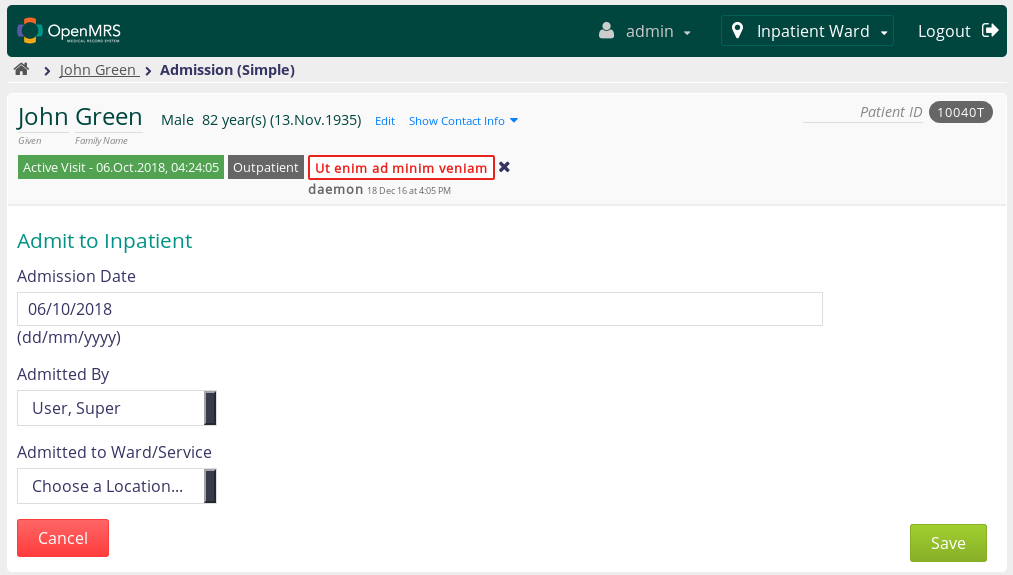 OpenMRS
MEDICAL RECORD SYSTEM
admin
Inpatient Ward
Logout
John Green
Admission (Simple)
John Green Male 82 year(s) (13.Nov.1935) Edit Show Contact Info
Given Family Name
Patient ID 10040T
Active Visit - 06.Oct.2018, 04:24:05 Outpatient Ut enim ad minim veniam
daemon 18 Dec 16 at 4:05 PM
Admit to Inpatient
Admission Date
06/10/2018
(dd/mm/yyyy)
Admitted By
User, Super
Admitted to Ward/Service
Choose a Location...
Cancel
Save